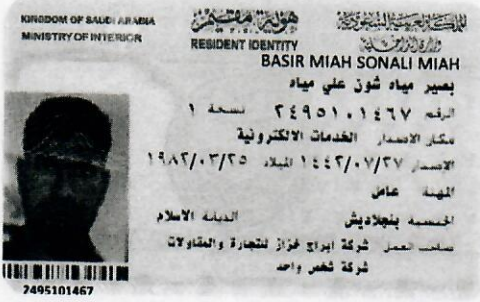 KINGDOM OF SAUDI ARABIA
MINISTRY OF INTERIOR
هوية مقيم
RESIDENT IDENTITY
المملكة العربية السعودية
وزارة الداخلية
BASIR MIAH SONALI MIAH
بصير مياه شون علي مياه
الرقم ٢٤٩٥١٠١٤٦٧ نسخة ١
مكان الاصدار الخدمات الالكترونية
الإصدار ١٤٤٢/٠٧/٢٧ الميلاد ١٩٨٢/٠٣/٢٥
المهنة عامل
الجنسية بنجلاديش الديانة الاسلام
صاحب العمل شركة ابراج غزاز للتجارة والمقاولات
شركة شخص واحد
2495101467